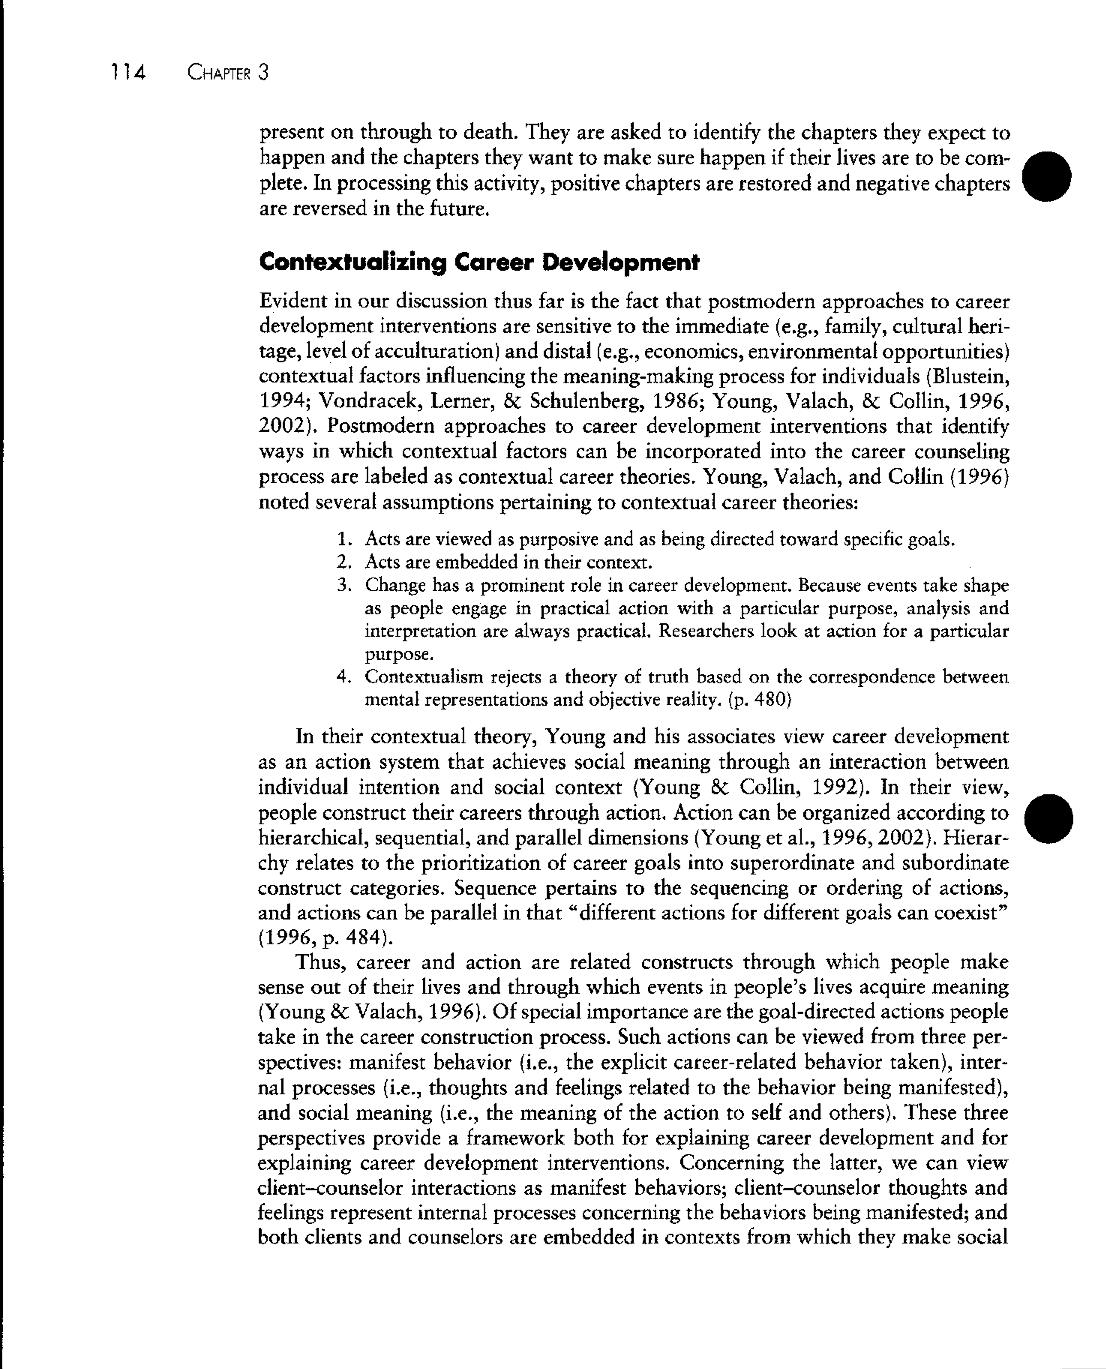 114 CHAPTER 3
present on through to death. They are asked to identify the chapters they expect to
happen and the chapters they want to make sure happen if their lives are to be com-
plete. In processing this activity, positive chapters are restored and negative chapters
are reversed in the future.
Contextualizing Career Development
Evident in our discussion thus far is the fact that postmodern approaches to career
development interventions are sensitive to the immediate (e.g., family, cultural heri-
tage, level of acculturation) and distal (e.g., economics, environmental opportunities)
contextual factors influencing the meaning-making process for individuals (Blustein,
1994; Vondracek, Lerner, & Schulenberg, 1986; Young, Valach, & Collin, 1996,
2002). Postmodern approaches to career development interventions that identify
ways in which contextual factors can be incorporated into the career counseling
process are labeled as contextual career theories. Young, Valach, and Collin (1996)
noted several assumptions pertaining to contextual career theories:
1. Acts are viewed as purposive and as being directed toward specific goals.
2. Acts are embedded in their context.
3. Change has a prominent role in career development. Because events take shape
as people engage in practical action with a particular purpose, analysis and
interpretation are always practical. Researchers look at action for a particular
purpose.
4. Contextualism rejects a theory of truth based on the correspondence between
mental representations and objective reality. (p. 480)
In their contextual theory, Young and his associates view career development
as an action system that achieves social meaning through an interaction between
individual intention and social context (Young & Collin, 1992). In their view,
people construct their careers through action. Action can be organized according to
hierarchical, sequential, and parallel dimensions (Young et al., 1996, 2002). Hierar-
chy relates to the prioritization of career goals into superordinate and subordinate
construct categories. Sequence pertains to the sequencing or ordering of actions,
and actions can be parallel in that “different actions for different goals can coexist”
(1996, p. 484).
Thus, career and action are related constructs through which people make
sense out of their lives and through which events in people’s lives acquire meaning
(Young & Valach, 1996). Of special importance are the goal-directed actions people
take in the career construction process. Such actions can be viewed from three per-
spectives: manifest behavior (i.e., the explicit career-related behavior taken), inter-
nal processes (i.e., thoughts and feelings related to the behavior being manifested),
and social meaning (i.e., the meaning of the action to self and others). These three
perspectives provide a framework both for explaining career development and for
explaining career development interventions. Concerning the latter, we can view
client–counselor interactions as manifest behaviors; client–counselor thoughts and
feelings represent internal processes concerning the behaviors being manifested; and
both clients and counselors are embedded in contexts from which they make social